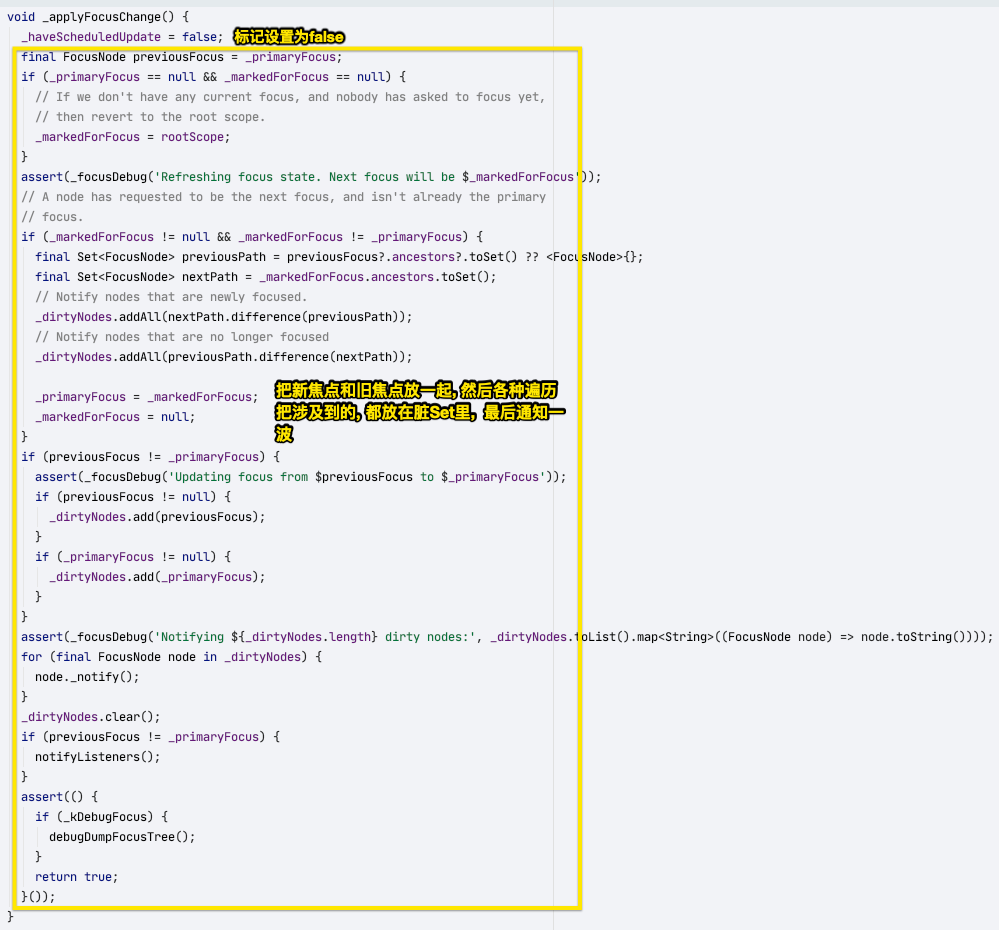 void _applyFocusChange() {
_haveScheduledUpdate = false; 标记设置为false
final FocusNode previousFocus = _primaryFocus;
if (_primaryFocus == null && _markedForFocus == null) {
// If we don't have any current focus, and nobody has asked to focus yet,
// then revert to the root scope.
_markedForFocus = rootScope;
}
assert(_focusDebug('Refreshing focus state. Next focus will be $_markedForFocus'));
// A node has requested to be the next focus, and isn't already the primary
// focus.
if (_markedForFocus != null && _markedForFocus != _primaryFocus) {
final Set<FocusNode> previousPath = previousFocus?.ancestors?.toSet() ?? <FocusNode>{};
final Set<FocusNode> nextPath = _markedForFocus.ancestors.toSet();
// Notify nodes that are newly focused.
_dirtyNodes.addAll(nextPath.difference(previousPath));
// Notify nodes that are no longer focused
_dirtyNodes.addAll(previousPath.difference(nextPath));
_primaryFocus = _markedForFocus;
_markedForFocus = null;
}
把新焦点和旧焦点放一起, 然后各种遍历
把涉及到的, 都放在脏Set里, 最后通知一
波
if (previousFocus != _primaryFocus) {
assert(_focusDebug('Updating focus from $previousFocus to $_primaryFocus'));
if (previousFocus != null) {
_dirtyNodes.add(previousFocus);
}
if (_primaryFocus != null) {
_dirtyNodes.add(_primaryFocus);
}
}
assert(_focusDebug('Notifying ${_dirtyNodes.length} dirty nodes:', _dirtyNodes.toList().map<String>((FocusNode node) => node.toString())));
for (final FocusNode node in _dirtyNodes) {
node._notify();
}
_dirtyNodes.clear();
if (previousFocus != _primaryFocus) {
notifyListeners();
}
assert(() {
if (_kDebugFocus) {
debugDumpFocusTree();
}
return true;
}());
}